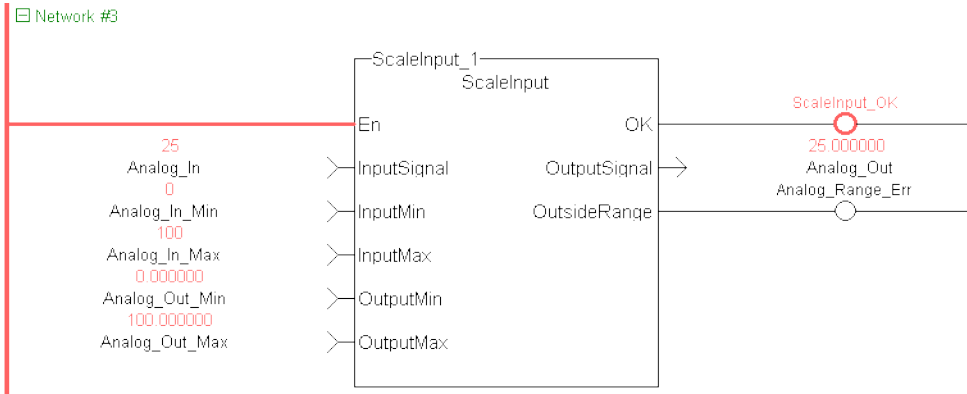 Network #3
ScaleInput_1
ScaleInput
En
OK
ScaleInput_OK
25
Analog_In
InputSignal
OutputSignal
25.000000
Analog_Out
0
Analog_In_Min
InputMin
OutsideRange
Analog_Range_Err
100
Analog_In_Max
InputMax
0.000000
Analog_Out_Min
OutputMin
100.000000
Analog_Out_Max
OutputMax